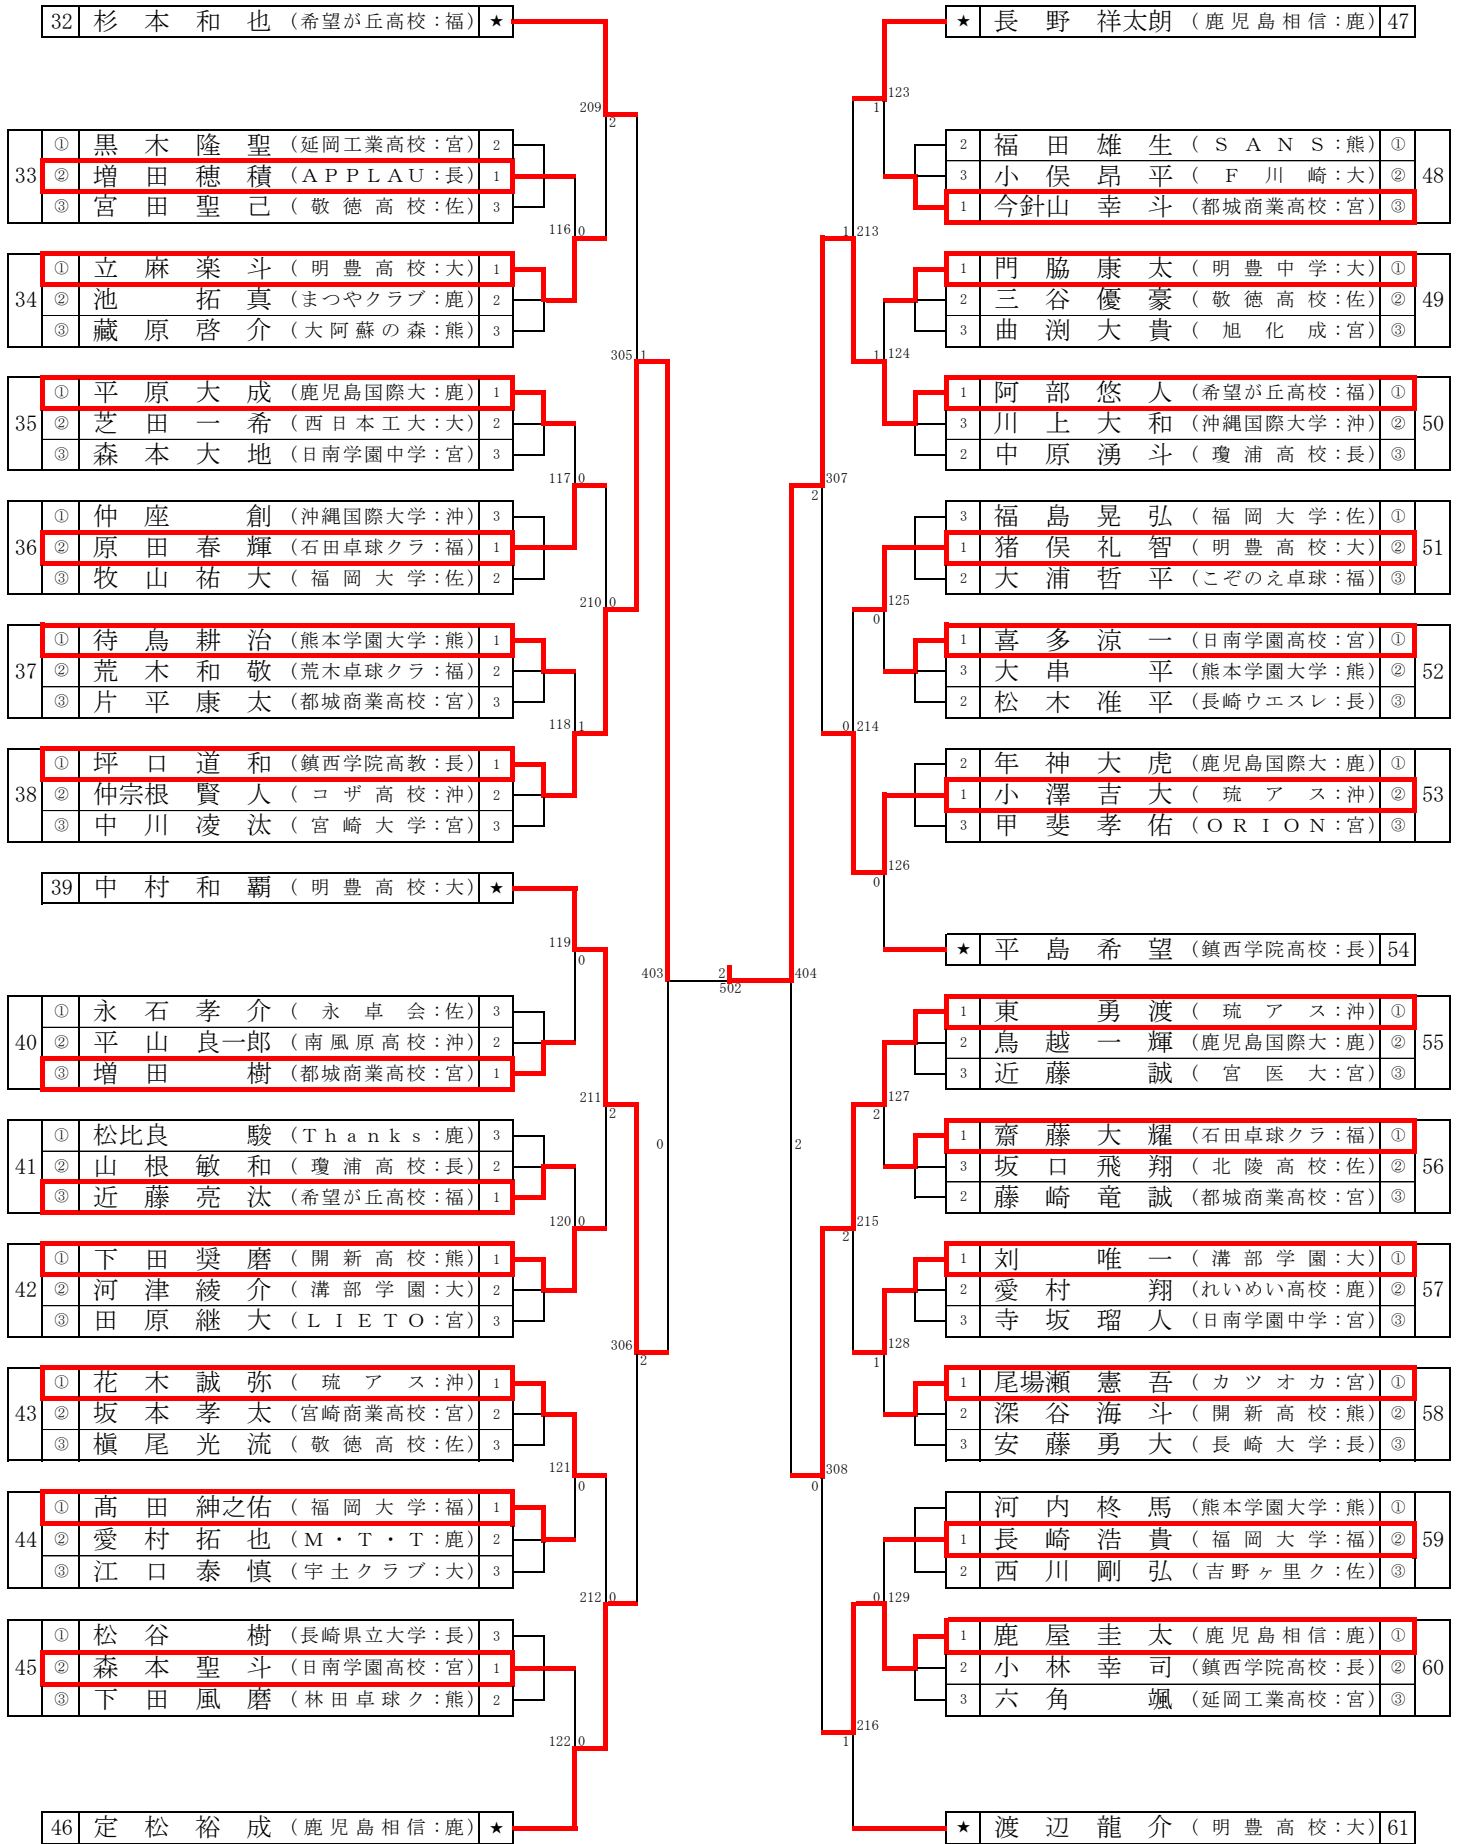 32 杉本和也 (希望が丘高校:福) ★
209
2
33 ① 黒木隆聖 (延岡工業高校:宮) 2
② 増田穂積 (APPLAU:長) 1
③ 宮田聖己 (敬徳高校:佐) 3
116 0
34 ① 立麻楽斗 (明豊高校:大) 1
② 池拓真 (まつやクラブ:鹿) 2
③ 藏原啓介 (大阿蘇の森:熊) 3
305 1
35 ① 平原大成 (鹿児島国際大:鹿) 1
② 芝田一希 (西日本工大:大) 2
③ 森本大地 (日南学園中学:宮) 3
117 0
36 ① 仲座創 (沖縄国際大学:沖) 3
② 原田春輝 (石田卓球クラ:福) 1
③ 牧山祐大 (福岡大学:佐) 2
210 0
37 ① 待鳥耕治 (熊本学園大学:熊) 1
② 荒木和敬 (荒木卓球クラ:福) 2
③ 片平康太 (都城商業高校:宮) 3
118 1
38 ① 坪口道和 (鎮西学院高教:長) 1
② 仲宗根賢人 (コザ高校:沖) 2
③ 中川凌汰 (宮崎大学:宮) 3
39 中村和覇 (明豊高校:大) ★
119
0
403
40 ① 永石孝介 (永卓会:佐) 3
② 平山良一郎 (南風原高校:沖) 2
③ 増田樹 (都城商業高校:宮) 1
211
2
0
41 ① 松比良駿 (Thanks:鹿) 3
② 山根敏和 (瓊浦高校:長) 2
③ 近藤亮汰 (希望が丘高校:福) 1
120 0
42 ① 下田奨磨 (開新高校:熊) 1
② 河津綾介 (溝部学園:大) 2
③ 田原継大 (LIETO:宮) 3
306
2
43 ① 花木誠弥 (琉アス:沖) 1
② 坂本孝太 (宮崎商業高校:宮) 2
③ 槇尾光流 (敬徳高校:佐) 3
121
0
44 ① 髙田紳之佑 (福岡大学:福) 1
② 愛村拓也 (M・T・T:鹿) 2
③ 江口泰慎 (宇土クラブ:大) 3
212 0
45 ① 松谷樹 (長崎県立大学:長) 3
② 森本聖斗 (日南学園高校:宮) 1
③ 下田風磨 (林田卓球ク:熊) 2
122 0
46 定松裕成 (鹿児島相信:鹿) ★
2
502
★ 長野祥太朗 (鹿児島相信:鹿) 47
123
1
2 福田雄生 (SANS:熊) ① 48
3 小俣昂平 (F川崎:大) ②
1 今針山幸斗 (都城商業高校:宮) ③
1 213
1 門脇康太 (明豊中学:大) ① 49
2 三谷優豪 (敬徳高校:佐) ②
3 曲渕大貴 (旭化成:宮) ③
1 124
1 阿部悠人 (希望が丘高校:福) ① 50
3 川上大和 (沖縄国際大学:沖) ②
2 中原湧斗 (瓊浦高校:長) ③
307
2
3 福島晃弘 (福岡大学:佐) ① 51
1 猪俣礼智 (明豊高校:大) ②
2 大浦哲平 (こぞのえ卓球:福) ③
125
0
1 喜多涼一 (日南学園高校:宮) ① 52
3 大串平 (熊本学園大学:熊) ②
2 松木准平 (長崎ウエスレ:長) ③
0 214
2 年神大虎 (鹿児島国際大:鹿) ① 53
1 小澤吉大 (琉アス:沖) ②
3 甲斐孝佑 (ORION:宮) ③
126
0
★ 平島希望 (鎮西学院高校:長) 54
404
1 東勇渡 (琉アス:沖) ① 55
2 鳥越一輝 (鹿児島国際大:鹿) ②
3 近藤誠 (宮医大:宮) ③
127
2
2
1 齋藤大耀 (石田卓球クラ:福) ① 56
3 坂口飛翔 (北陵高校:佐) ②
2 藤崎竜誠 (都城商業高校:宮) ③
215
2
1 刘唯一 (溝部学園:大) ① 57
2 愛村翔 (れいめい高校:鹿) ②
3 寺坂瑠人 (日南学園中学:宮) ③
128
1
1 尾場瀬憲吾 (カツオカ:宮) ① 58
2 深谷海斗 (開新高校:熊) ②
3 安藤勇大 (長崎大学:長) ③
308
0
河内柊馬 (熊本学園大学:熊) ① 59
1 長崎浩貴 (福岡大学:福) ②
2 西川剛弘 (吉野ヶ里ク:佐) ③
0 129
1 鹿屋圭太 (鹿児島相信:鹿) ① 60
2 小林幸司 (鎮西学院高校:長) ②
3 六角颯 (延岡工業高校:宮) ③
216
1
★ 渡辺龍介 (明豊高校:大) 61